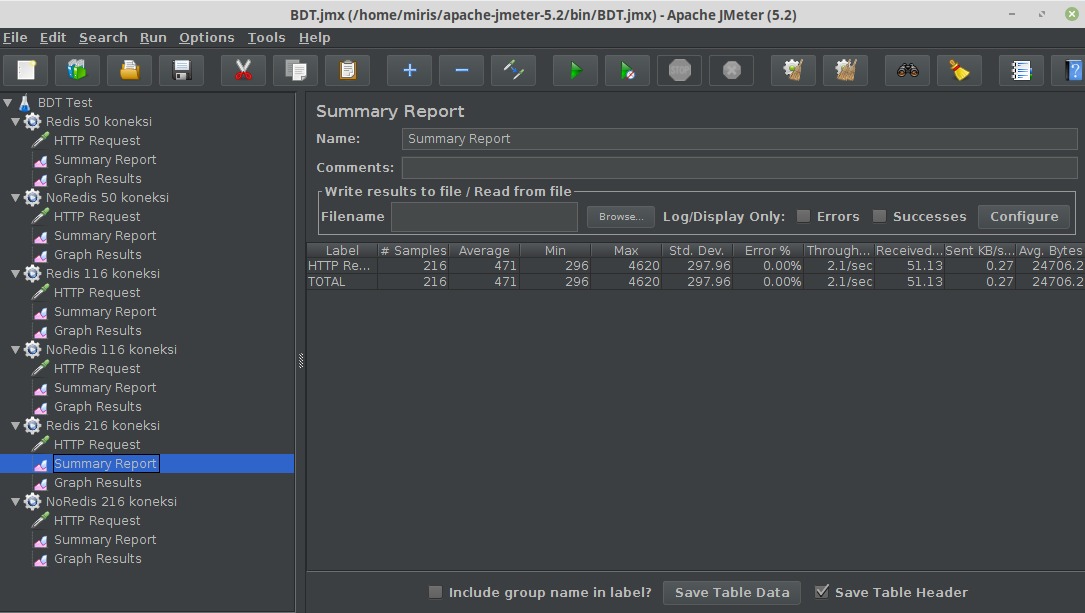 BDT.jmx (/home/miris/apache-jmeter-5.2/bin/BDT.jmx) - Apache JMeter (5.2)
File Edit Search Run Options Tools Help
STOP
?
BDT Test
Redis 50 koneksi
HTTP Request
Summary Report
Graph Results
NoRedis 50 koneksi
HTTP Request
Summary Report
Graph Results
Redis 116 koneksi
HTTP Request
Summary Report
Graph Results
NoRedis 116 koneksi
HTTP Request
Summary Report
Graph Results
Redis 216 koneksi
HTTP Request
Summary Report
Graph Results
NoRedis 216 koneksi
HTTP Request
Summary Report
Graph Results
Summary Report
Name: Summary Report
Comments:
Write results to file / Read from file
Filename Browse... Log/Display Only: Errors Successes Configure
Label # Samples Average Min Max Std. Dev. Error % Through... Received... Sent KB/s... Avg. Bytes
HTTP Re... 216 471 296 4620 297.96 0.00% 2.1/sec 51.13 0.27 24706.2
TOTAL 216 471 296 4620 297.96 0.00% 2.1/sec 51.13 0.27 24706.2
Include group name in label? Save Table Data Save Table Header